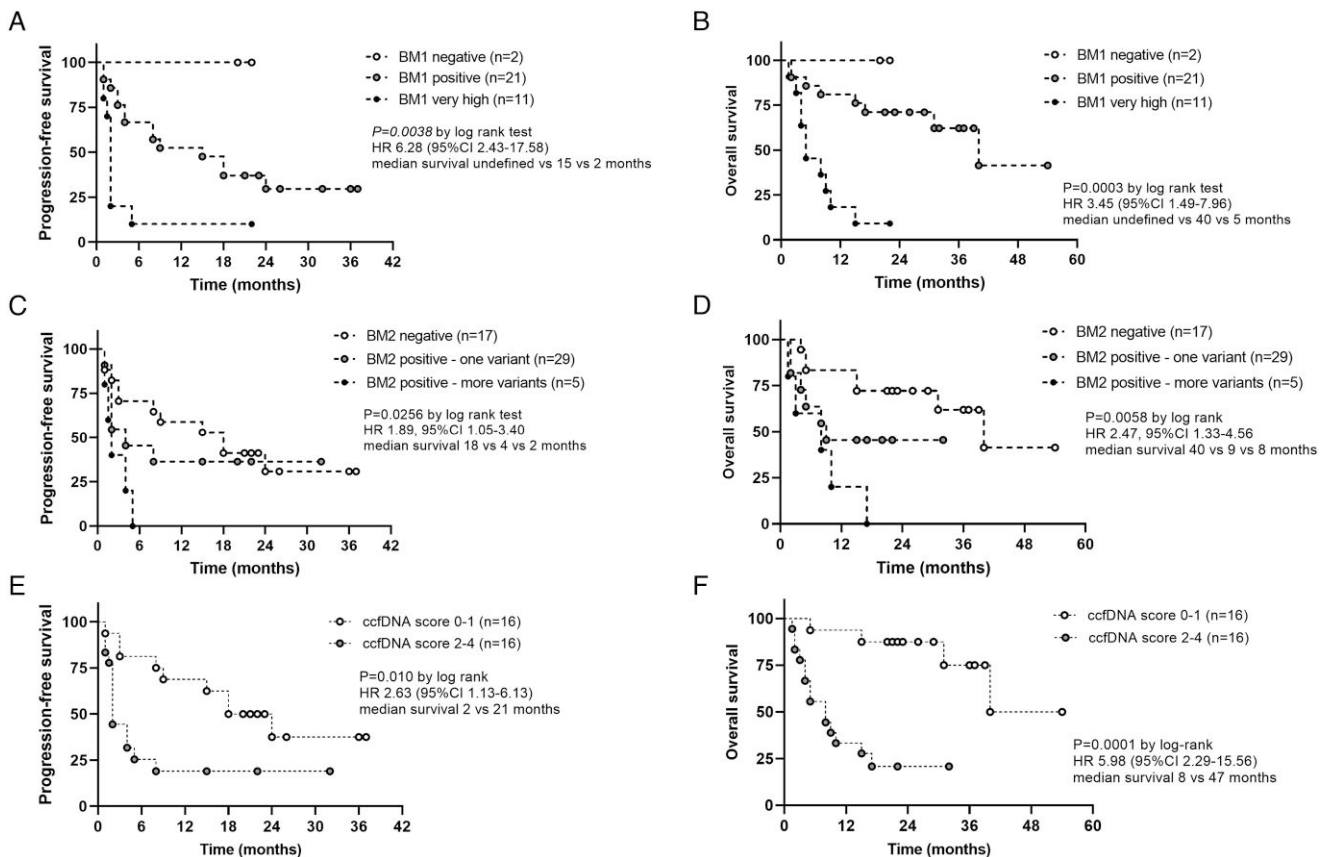 A
BM1 negative (n=2)
BM1 positive (n=21)
BM1 very high (n=11)
P=0.0038 by log rank test
HR 6.28 (95%CI 2.43-17.58)
median survival undefined vs 15 vs 2 months
Progression-free survival
100
75
50
25
0
0 6 12 18 24 30 36 42
Time (months)
B
BM1 negative (n=2)
BM1 positive (n=21)
BM1 very high (n=11)
P=0.0003 by log rank test
HR 3.45 (95%CI 1.49-7.96)
median undefined vs 40 vs 5 months
Overall survival
100
75
50
25
0
0 12 24 36 48 60
Time (months)
C
BM2 negative (n=17)
BM2 positive - one variant (n=29)
BM2 positive - more variants (n=5)
P=0.0256 by log rank test
HR 1.89, 95%CI 1.05-3.40
median survival 18 vs 4 vs 2 months
Progression-free survival
100
75
50
25
0
0 6 12 18 24 30 36 42
Time (months)
D
BM2 negative (n=17)
BM2 positive - one variant (n=29)
BM2 positive - more variants (n=5)
P=0.0058 by log rank
HR 2.47, 95%CI 1.33-4.56
median survival 40 vs 9 vs 8 months
Overall survival
100
75
50
25
0
0 12 24 36 48 60
Time (months)
E
ccfDNA score 0-1 (n=16)
ccfDNA score 2-4 (n=16)
P=0.010 by log rank
HR 2.63 (95%CI 1.13-6.13)
median survival 2 vs 21 months
Progression-free survival
100
75
50
25
0
0 6 12 18 24 30 36 42
Time (months)
F
ccfDNA score 0-1 (n=16)
ccfDNA score 2-4 (n=16)
P=0.0001 by log-rank
HR 5.98 (95%CI 2.29-15.56)
median survival 8 vs 47 months
Overall survival
100
75
50
25
0
0 12 24 36 48 60
Time (months)